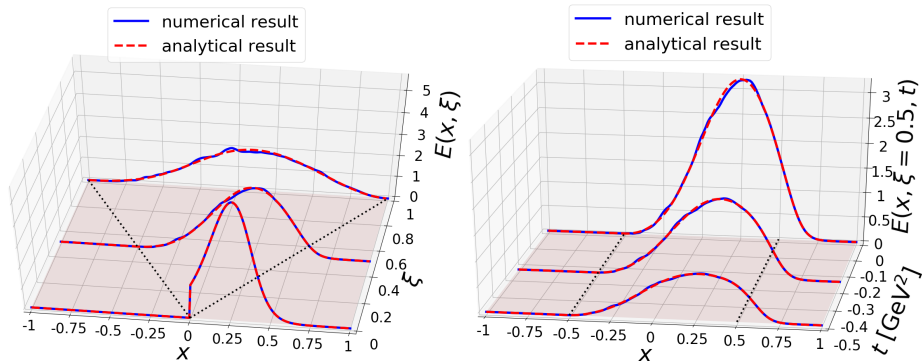 numerical result
analytical result
5
4
3
2
1
0
E(x, ξ)
1
0.8
0.6
0.4
0.2
0
ξ
-1 -0.75 -0.5 -0.25 0 0.25 0.5 0.75 1
x
numerical result
analytical result
3
2.5
2
1.5
1
0.5
0
E(x, ξ = 0.5, t)
-0.1
-0.2
-0.3
-0.4
-0.5
t [GeV²]
-1 -0.75 -0.5 -0.25 0 0.25 0.5 0.75 1
x